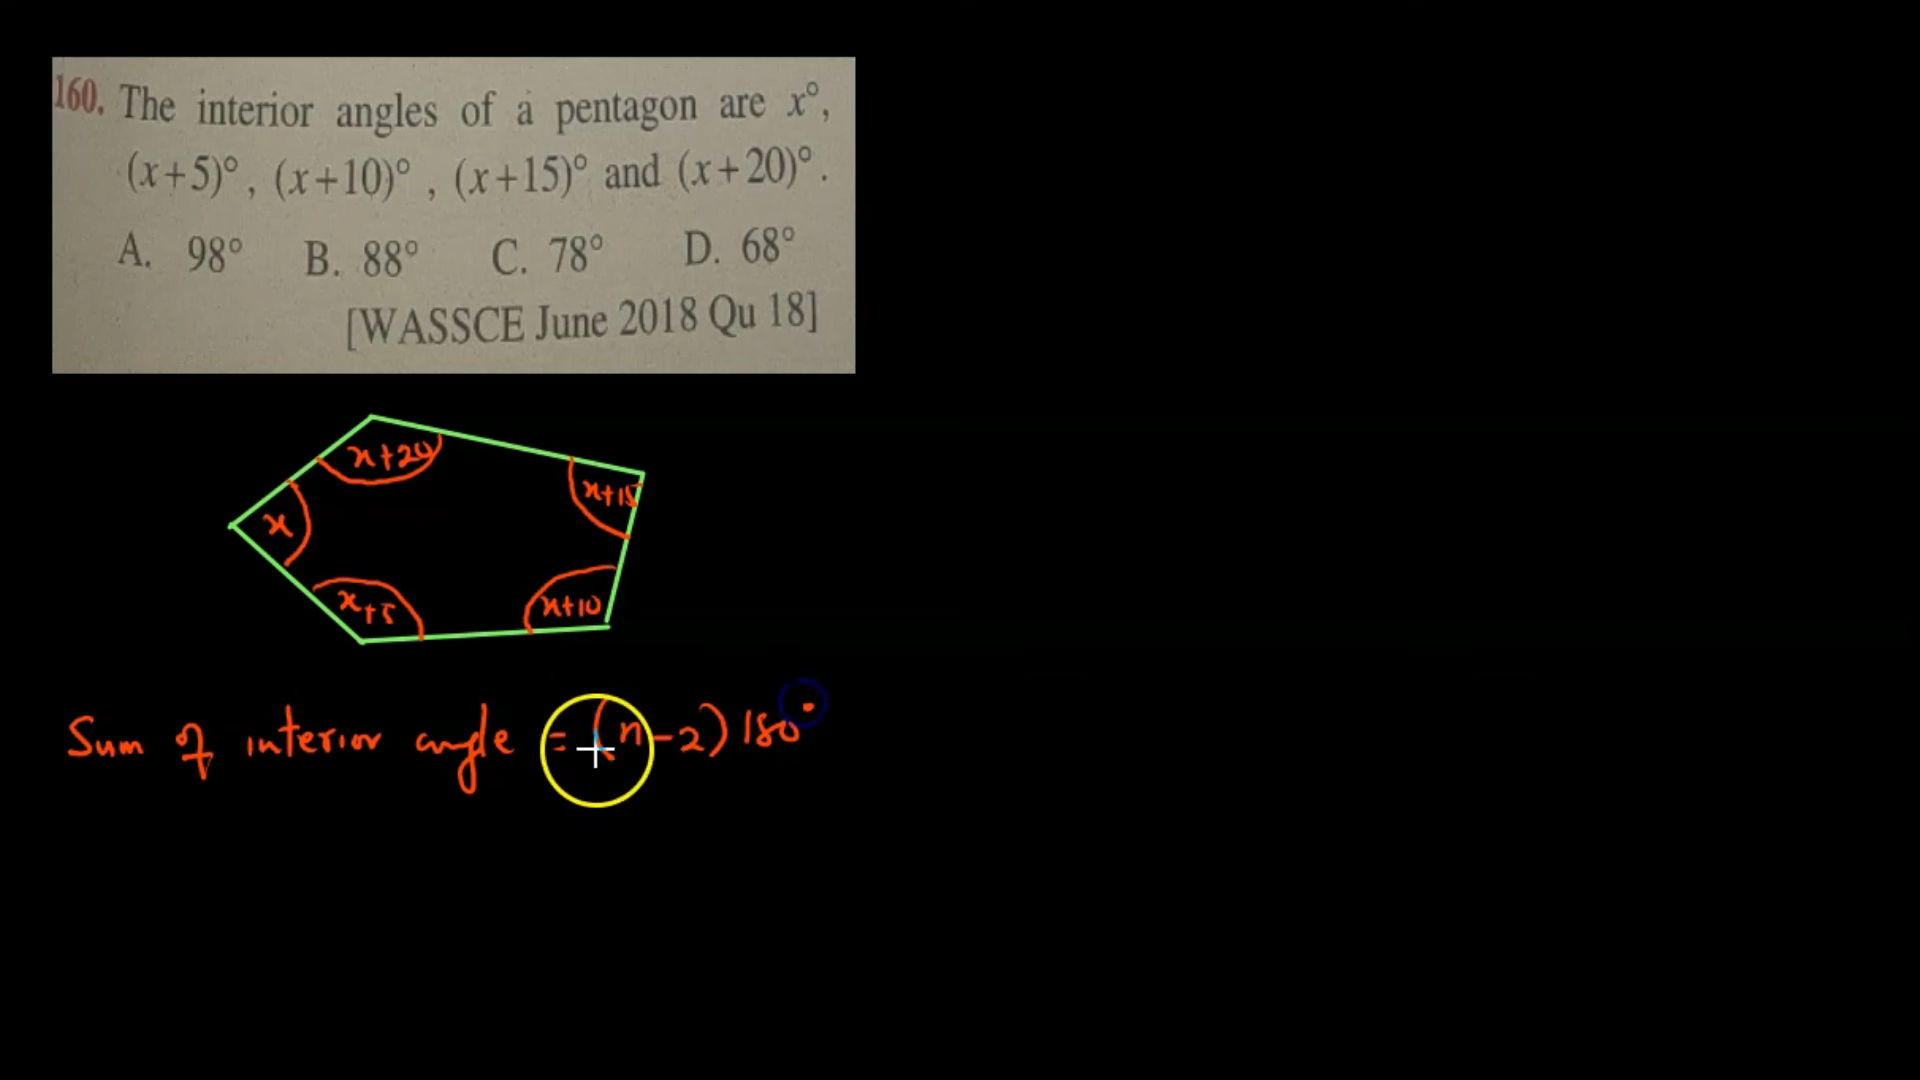 160. The interior angles of a pentagon are x°,
(x+5)°, (x+10)°, (x+15)° and (x+20)°.
A. 98° B. 88° C. 78° D. 68°
[WASSCE June 2018 Qu 18]
x+20
x+15
x
x+5
x+10
Sum of interior angle = (n-2) 180°